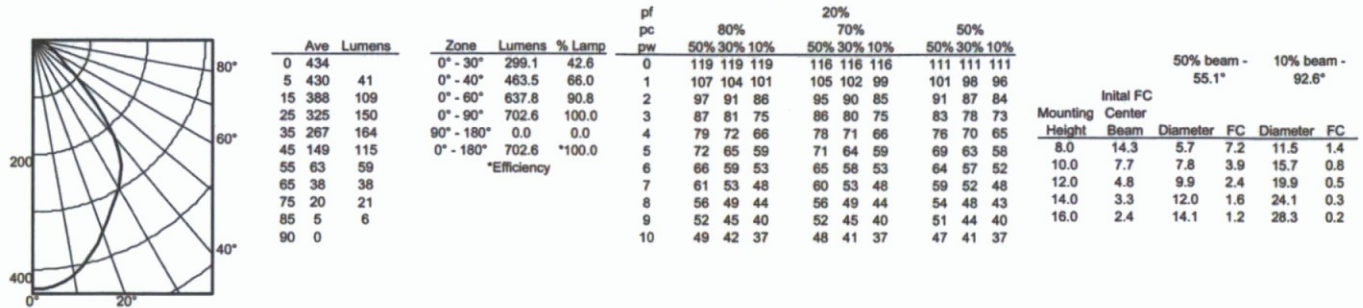 80°
60°
40°
20°
0°
200
400
Ave Lumens
0 434
5 430 41
15 388 109
25 325 150
35 267 164
45 149 115
55 63 59
65 38 38
75 20 21
85 5 6
90 0
Zone Lumens % Lamp
0° - 30° 299.1 42.6
0° - 40° 463.5 66.0
0° - 60° 637.8 90.8
0° - 90° 702.6 100.0
90° - 180° 0.0 0.0
0° - 180° 702.6 *100.0
*Efficiency
pf 20%
pc 80% 70% 50%
pw 50% 30% 10% 50% 30% 10% 50% 30% 10%
0 119 119 119 116 116 116 111 111 111
1 107 104 101 105 102 99 101 98 96
2 97 91 86 95 90 85 91 87 84
3 87 81 75 86 80 75 83 78 73
4 79 72 66 78 71 66 76 70 65
5 72 65 59 71 64 59 69 63 58
6 66 59 53 65 58 53 64 57 52
7 61 53 48 60 53 48 59 52 48
8 56 49 44 56 49 44 54 48 43
9 52 45 40 52 45 40 51 44 40
10 49 42 37 48 41 37 47 41 37
50% beam - 10% beam -
55.1° 92.6°
Inital FC
Mounting Center
Height Beam Diameter FC Diameter FC
8.0 14.3 5.7 7.2 11.5 1.4
10.0 7.7 7.8 3.9 15.7 0.8
12.0 4.8 9.9 2.4 19.9 0.5
14.0 3.3 12.0 1.6 24.1 0.3
16.0 2.4 14.1 1.2 28.3 0.2